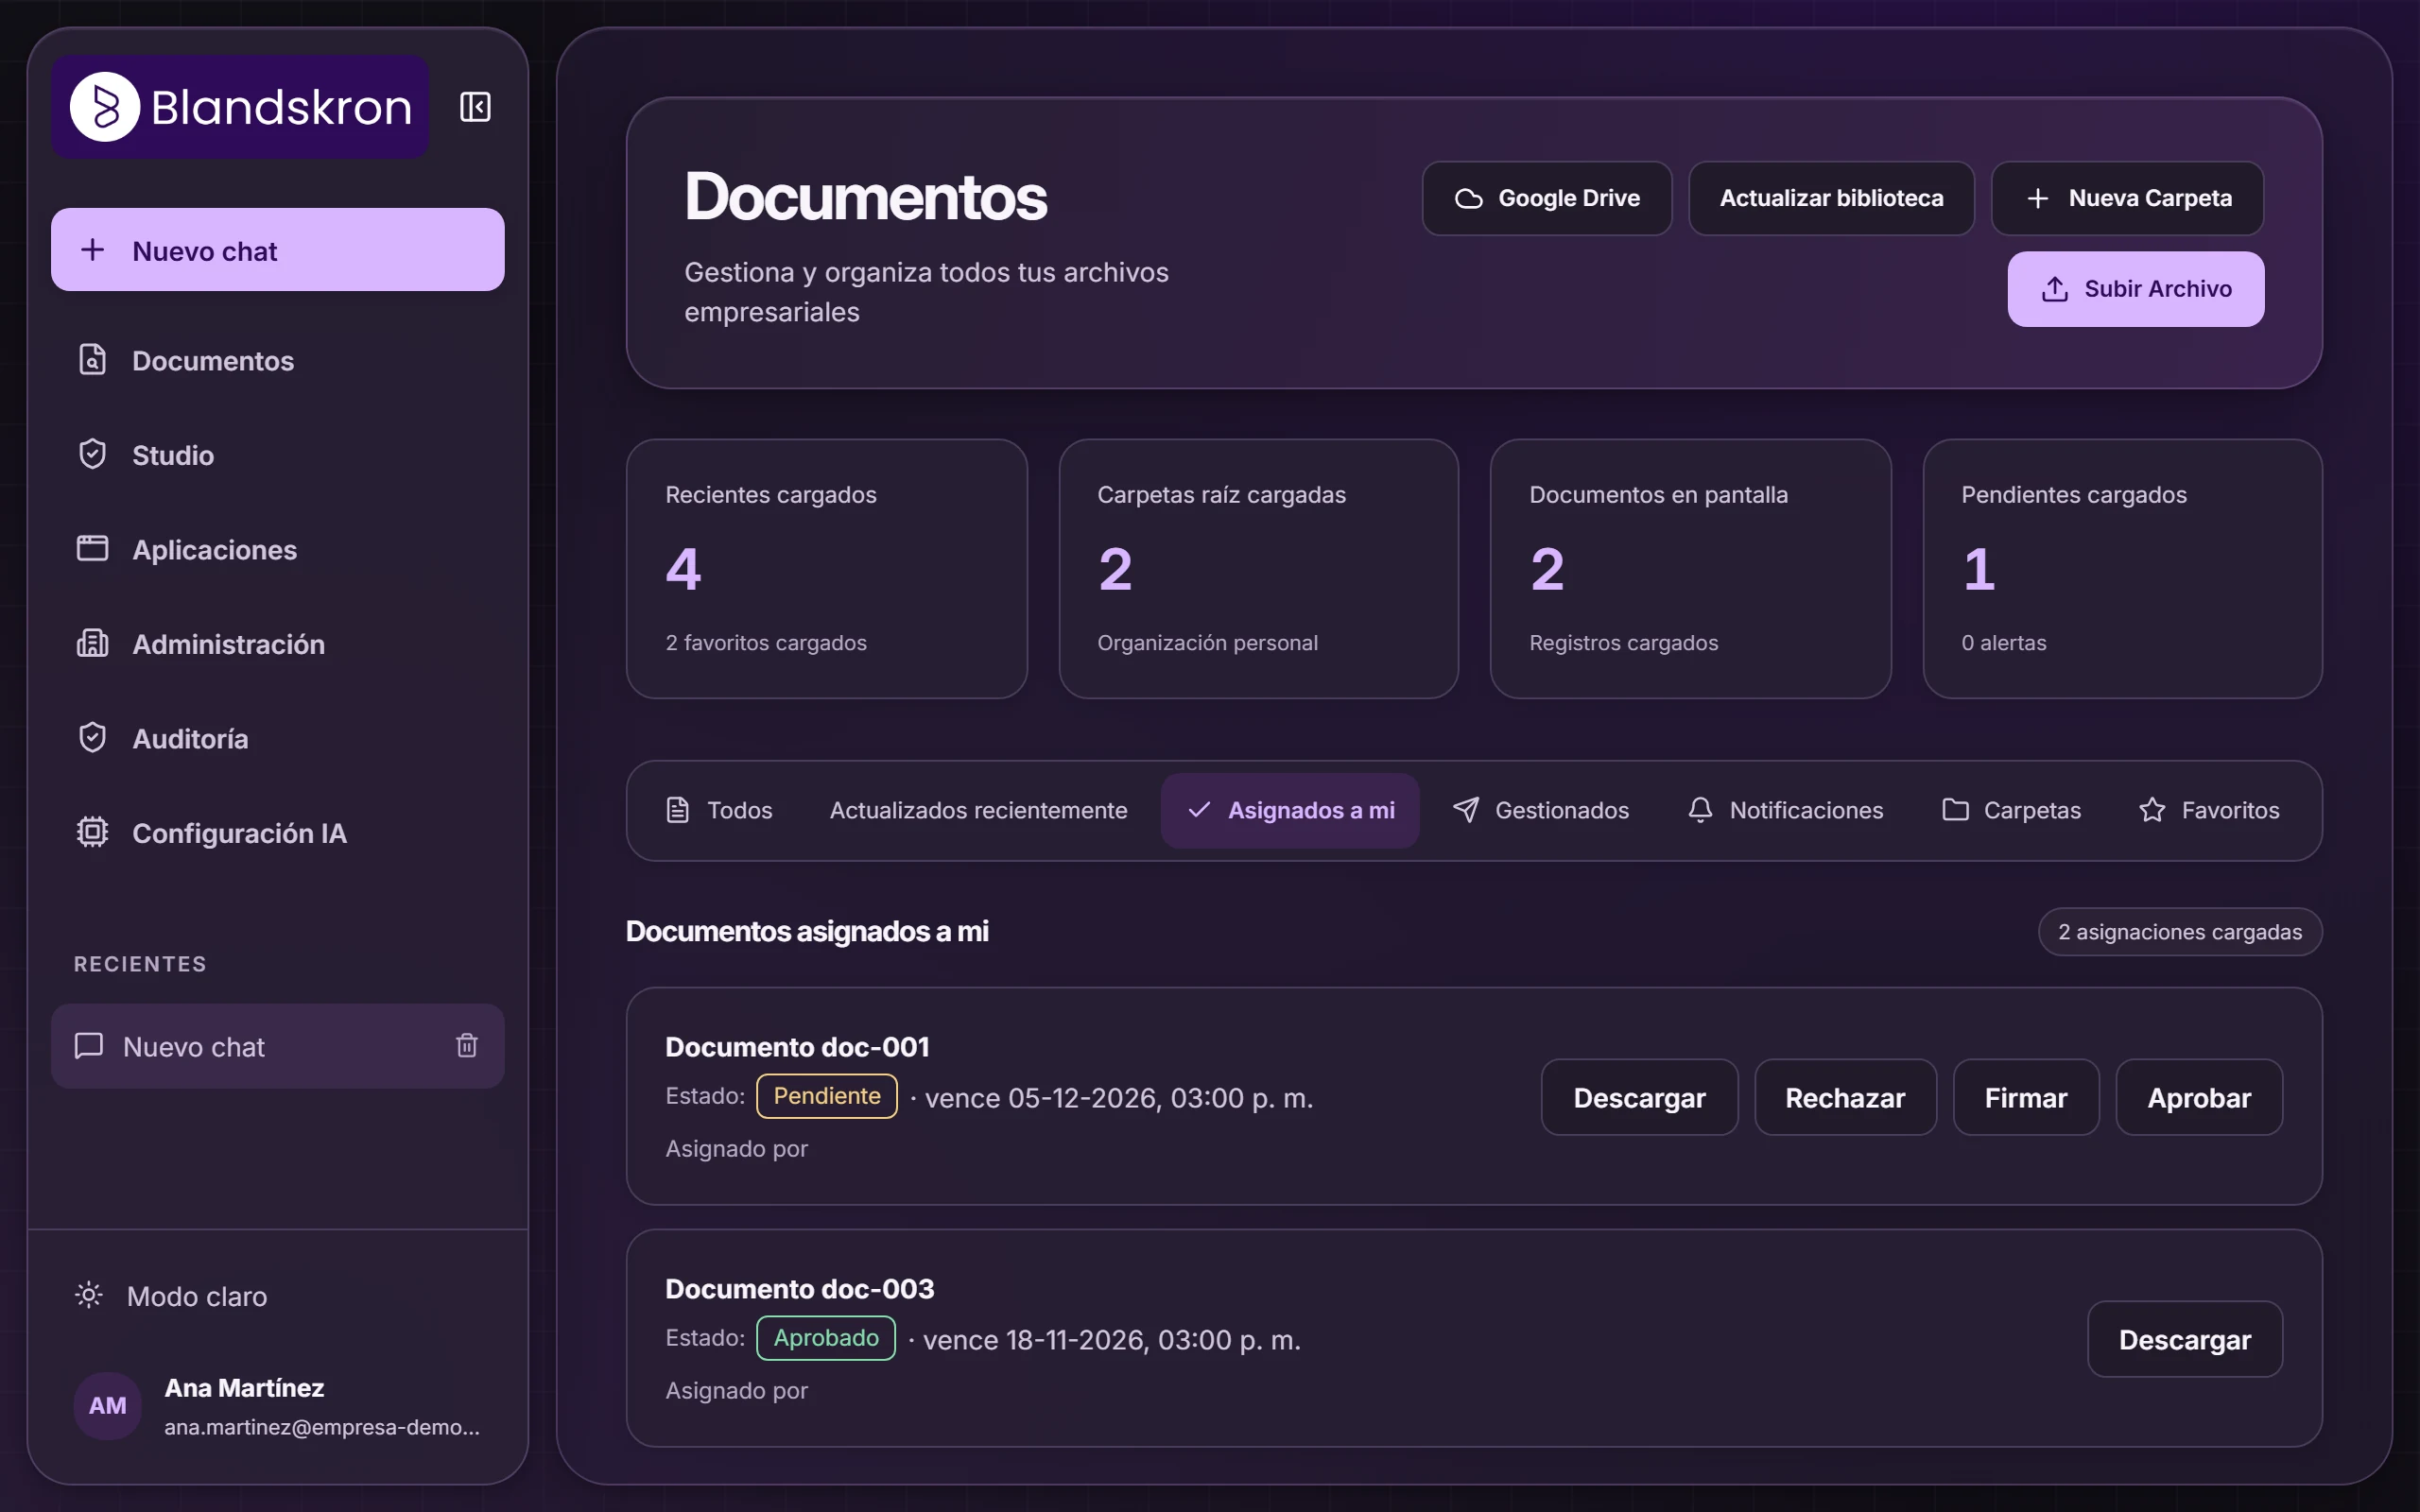 Blandskron
Nuevo chat
Documentos
Studio
Aplicaciones
Administración
Auditoría
Configuración IA
RECIENTES
Nuevo chat
Modo claro
AM
Ana Martínez
ana.martinez@empresa-demo...
Documentos
Gestiona y organiza todos tus archivos
empresariales
Google Drive
Actualizar biblioteca
Nueva Carpeta
Subir Archivo
Recientes cargados
4
2 favoritos cargados
Carpetas raíz cargadas
2
Organización personal
Documentos en pantalla
2
Registros cargados
Pendientes cargados
1
0 alertas
Todos
Actualizados recientemente
Asignados a mi
Gestionados
Notificaciones
Carpetas
Favoritos
Documentos asignados a mi
2 asignaciones cargadas
Documento doc-001
Estado: Pendiente · vence 05-12-2026, 03:00 p. m.
Asignado por
Descargar
Rechazar
Firmar
Aprobar
Documento doc-003
Estado: Aprobado · vence 18-11-2026, 03:00 p. m.
Asignado por
Descargar